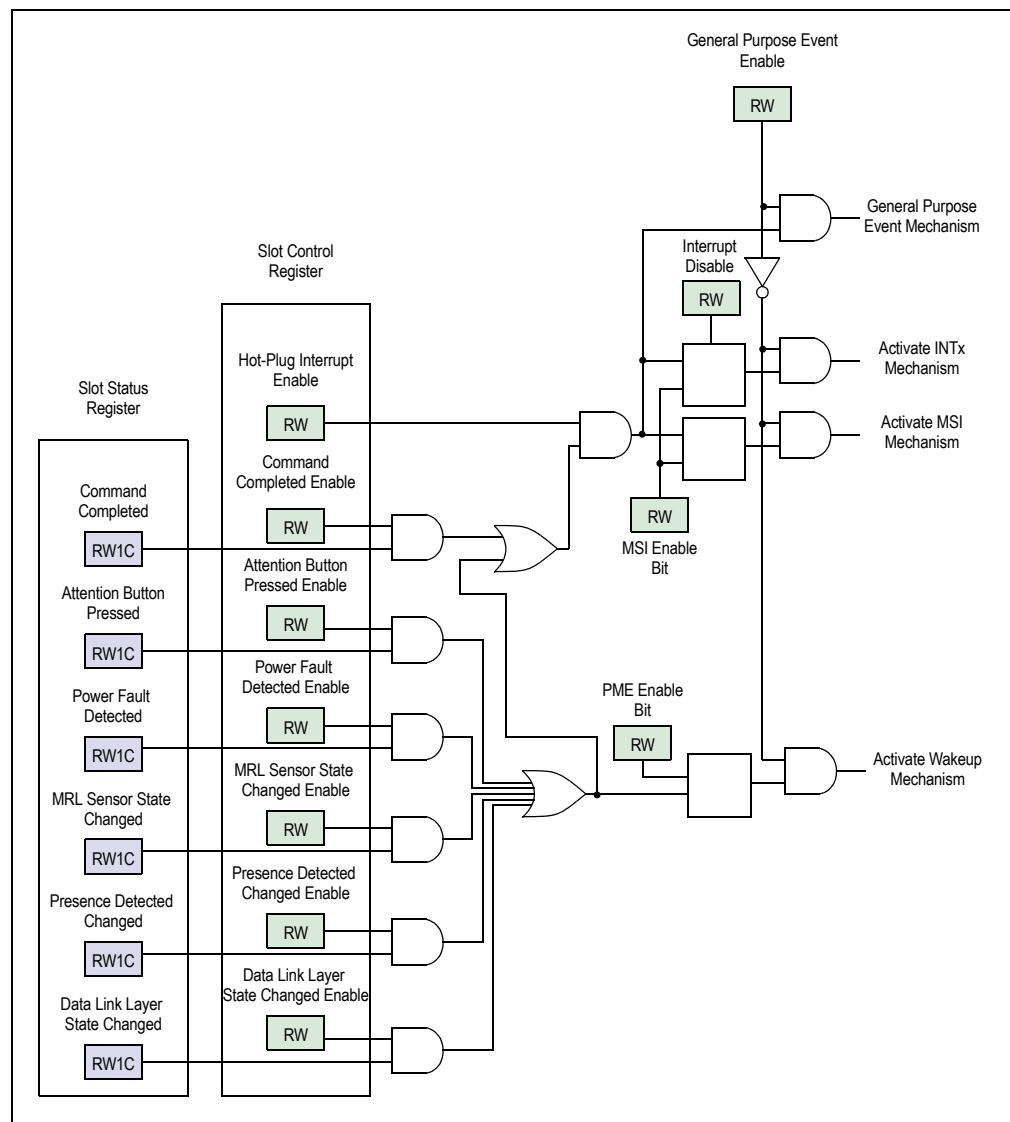 General Purpose Event
Enable
RW
General Purpose
Event Mechanism
Interrupt
Disable
RW
Activate INTx
Mechanism
Activate MSI
Mechanism
RW
MSI Enable
Bit
Slot Control
Register
Hot-Plug Interrupt
Enable
RW
Command
Completed Enable
RW
Attention Button
Pressed Enable
RW
Power Fault
Detected Enable
RW
MRL Sensor State
Changed Enable
RW
Presence Detected
Changed Enable
RW
Data Link Layer
State Changed Enable
RW
Slot Status
Register
Command
Completed
RW1C
Attention Button
Pressed
RW1C
Power Fault
Detected
RW1C
MRL Sensor State
Changed
RW1C
Presence Detected
Changed
RW1C
Data Link Layer
State Changed
RW1C
PME Enable
Bit
RW
Activate Wakeup
Mechanism